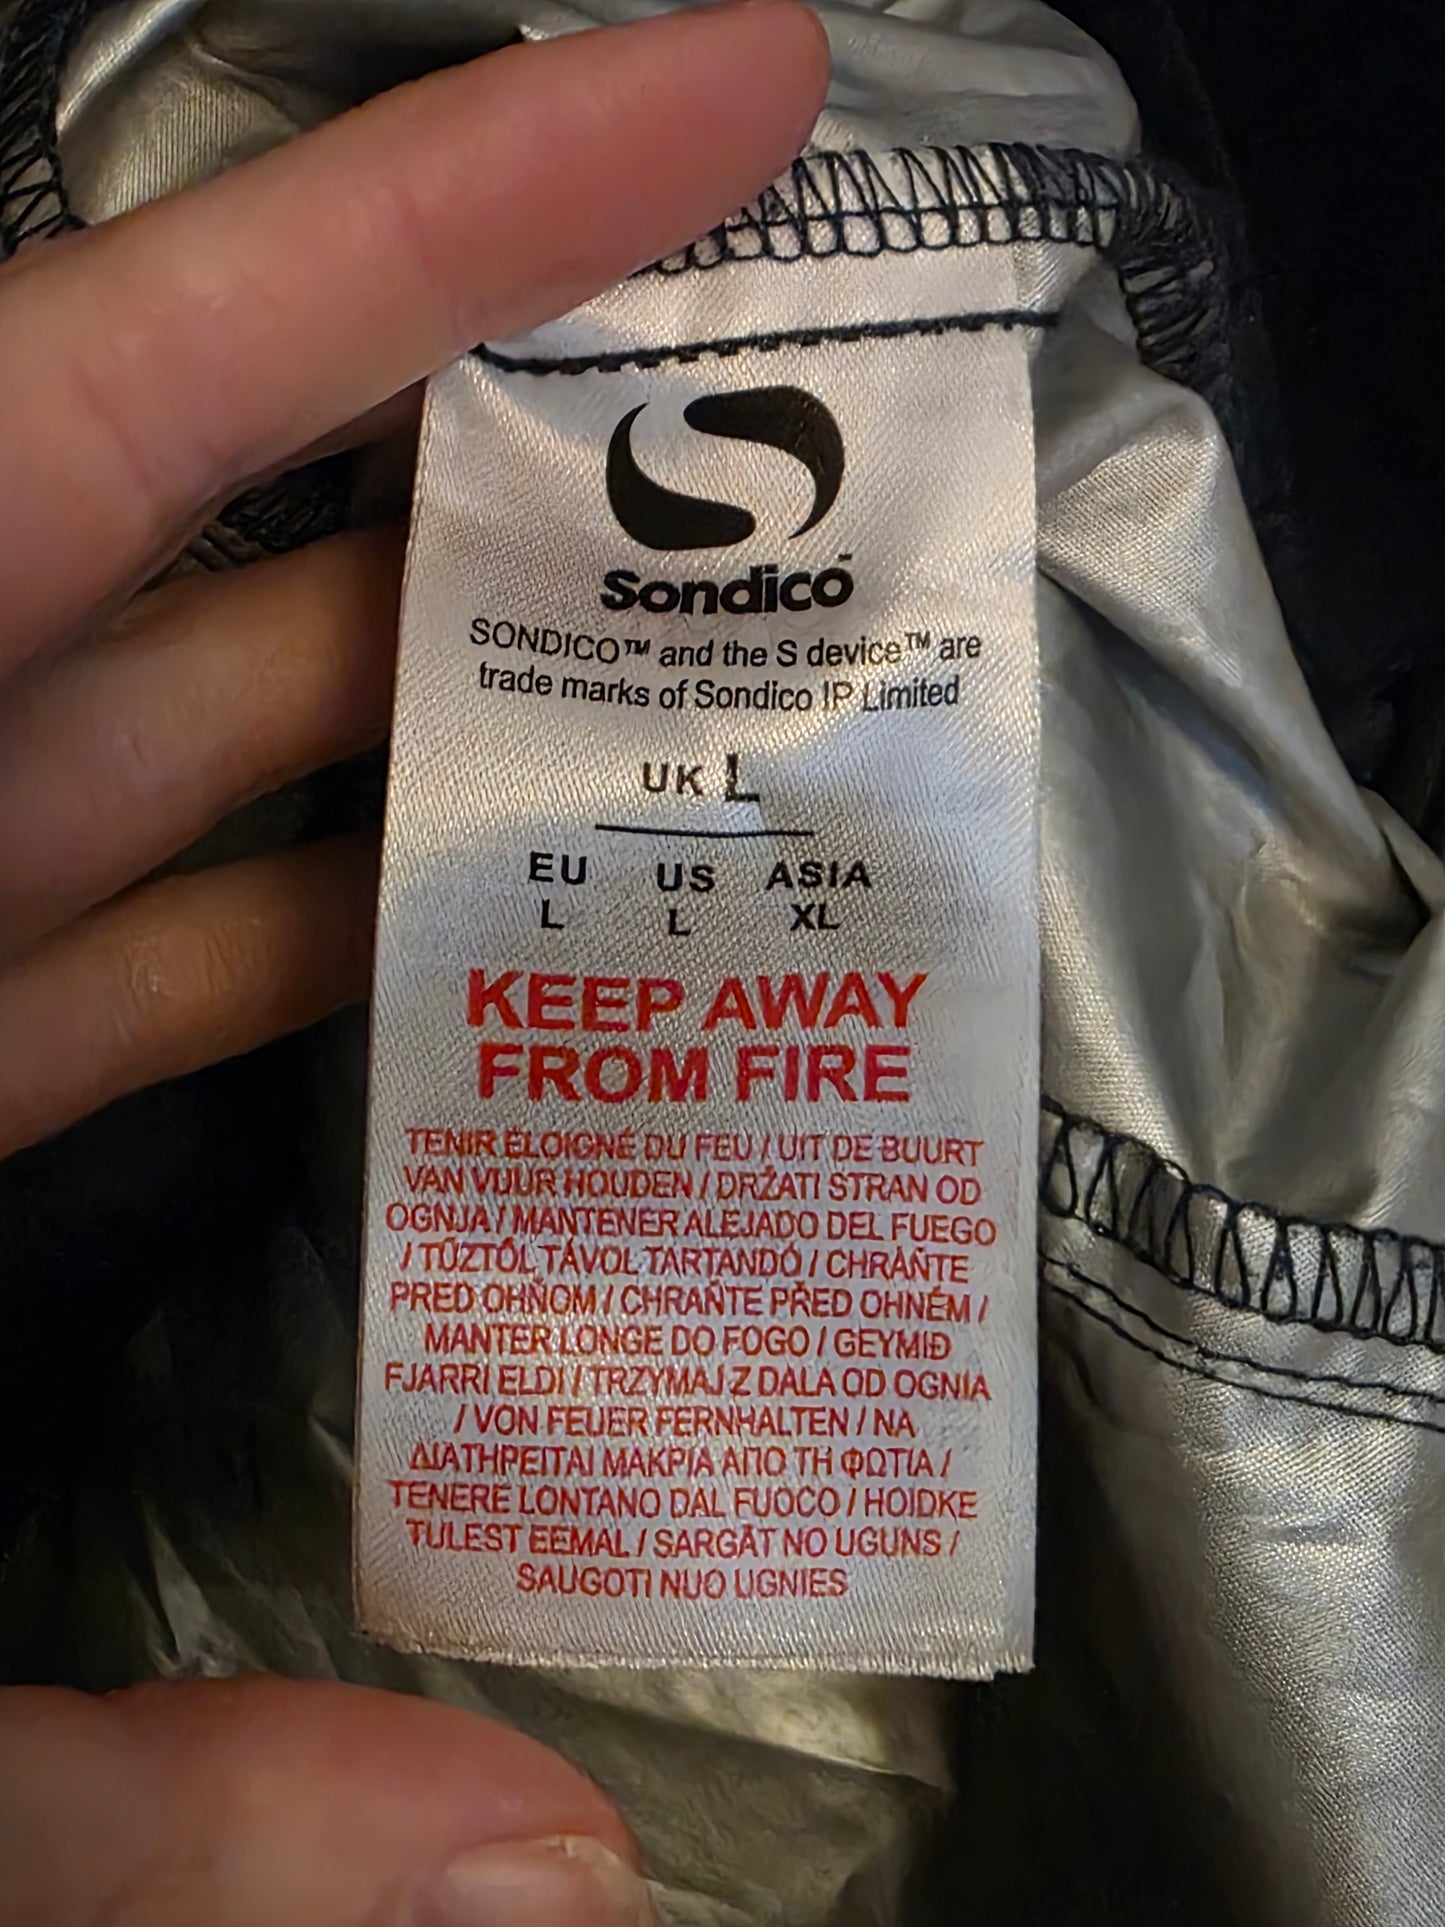 Sondico™
SONDICO™ and the S device™ are
trade marks of Sondico IP Limited
UK L
EU US ASIA
L L XL
KEEP AWAY
FROM FIRE
TENIR ÉLOIGNÉ DU FEU / UIT DE BUURT
VAN VUUR HOUDEN / DRŽATI STRAN OD
OGNJA / MANTENER ALEJADO DEL FUEGO
/ TŰZTŐL TÁVOL TARTANDÓ / CHRÁŇTE
PRED OHŇOM / CHRAŇTE PŘED OHNĚM /
MANTER LONGE DO FOGO / GEYMIÐ
FJARRI ELDI / TRZYMAJ Z DALA OD OGNIA
/ VON FEUER FERNHALTEN / ΝΑ
ΔΙΑΤΗΡΕΙΤΑΙ ΜΑΚΡΙΑ ΑΠΟ ΤΗ ΦΩΤΙΑ /
TENERE LONTANO DAL FUOCO / HOIDKE
TULEST EEMAL / SARGĀT NO UGUNS /
SAUGOTI NUO UGNIES